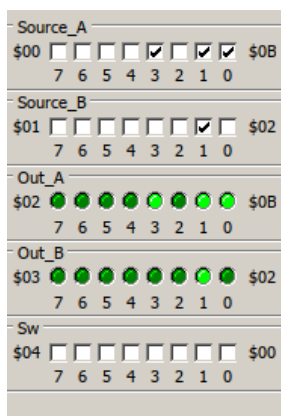 Source_A
$00 $0B
7 6 5 4 3 2 1 0
Source_B
$01 $02
7 6 5 4 3 2 1 0
Out_A
$02 $0B
7 6 5 4 3 2 1 0
Out_B
$03 $02
7 6 5 4 3 2 1 0
Sw
$04 $00
7 6 5 4 3 2 1 0